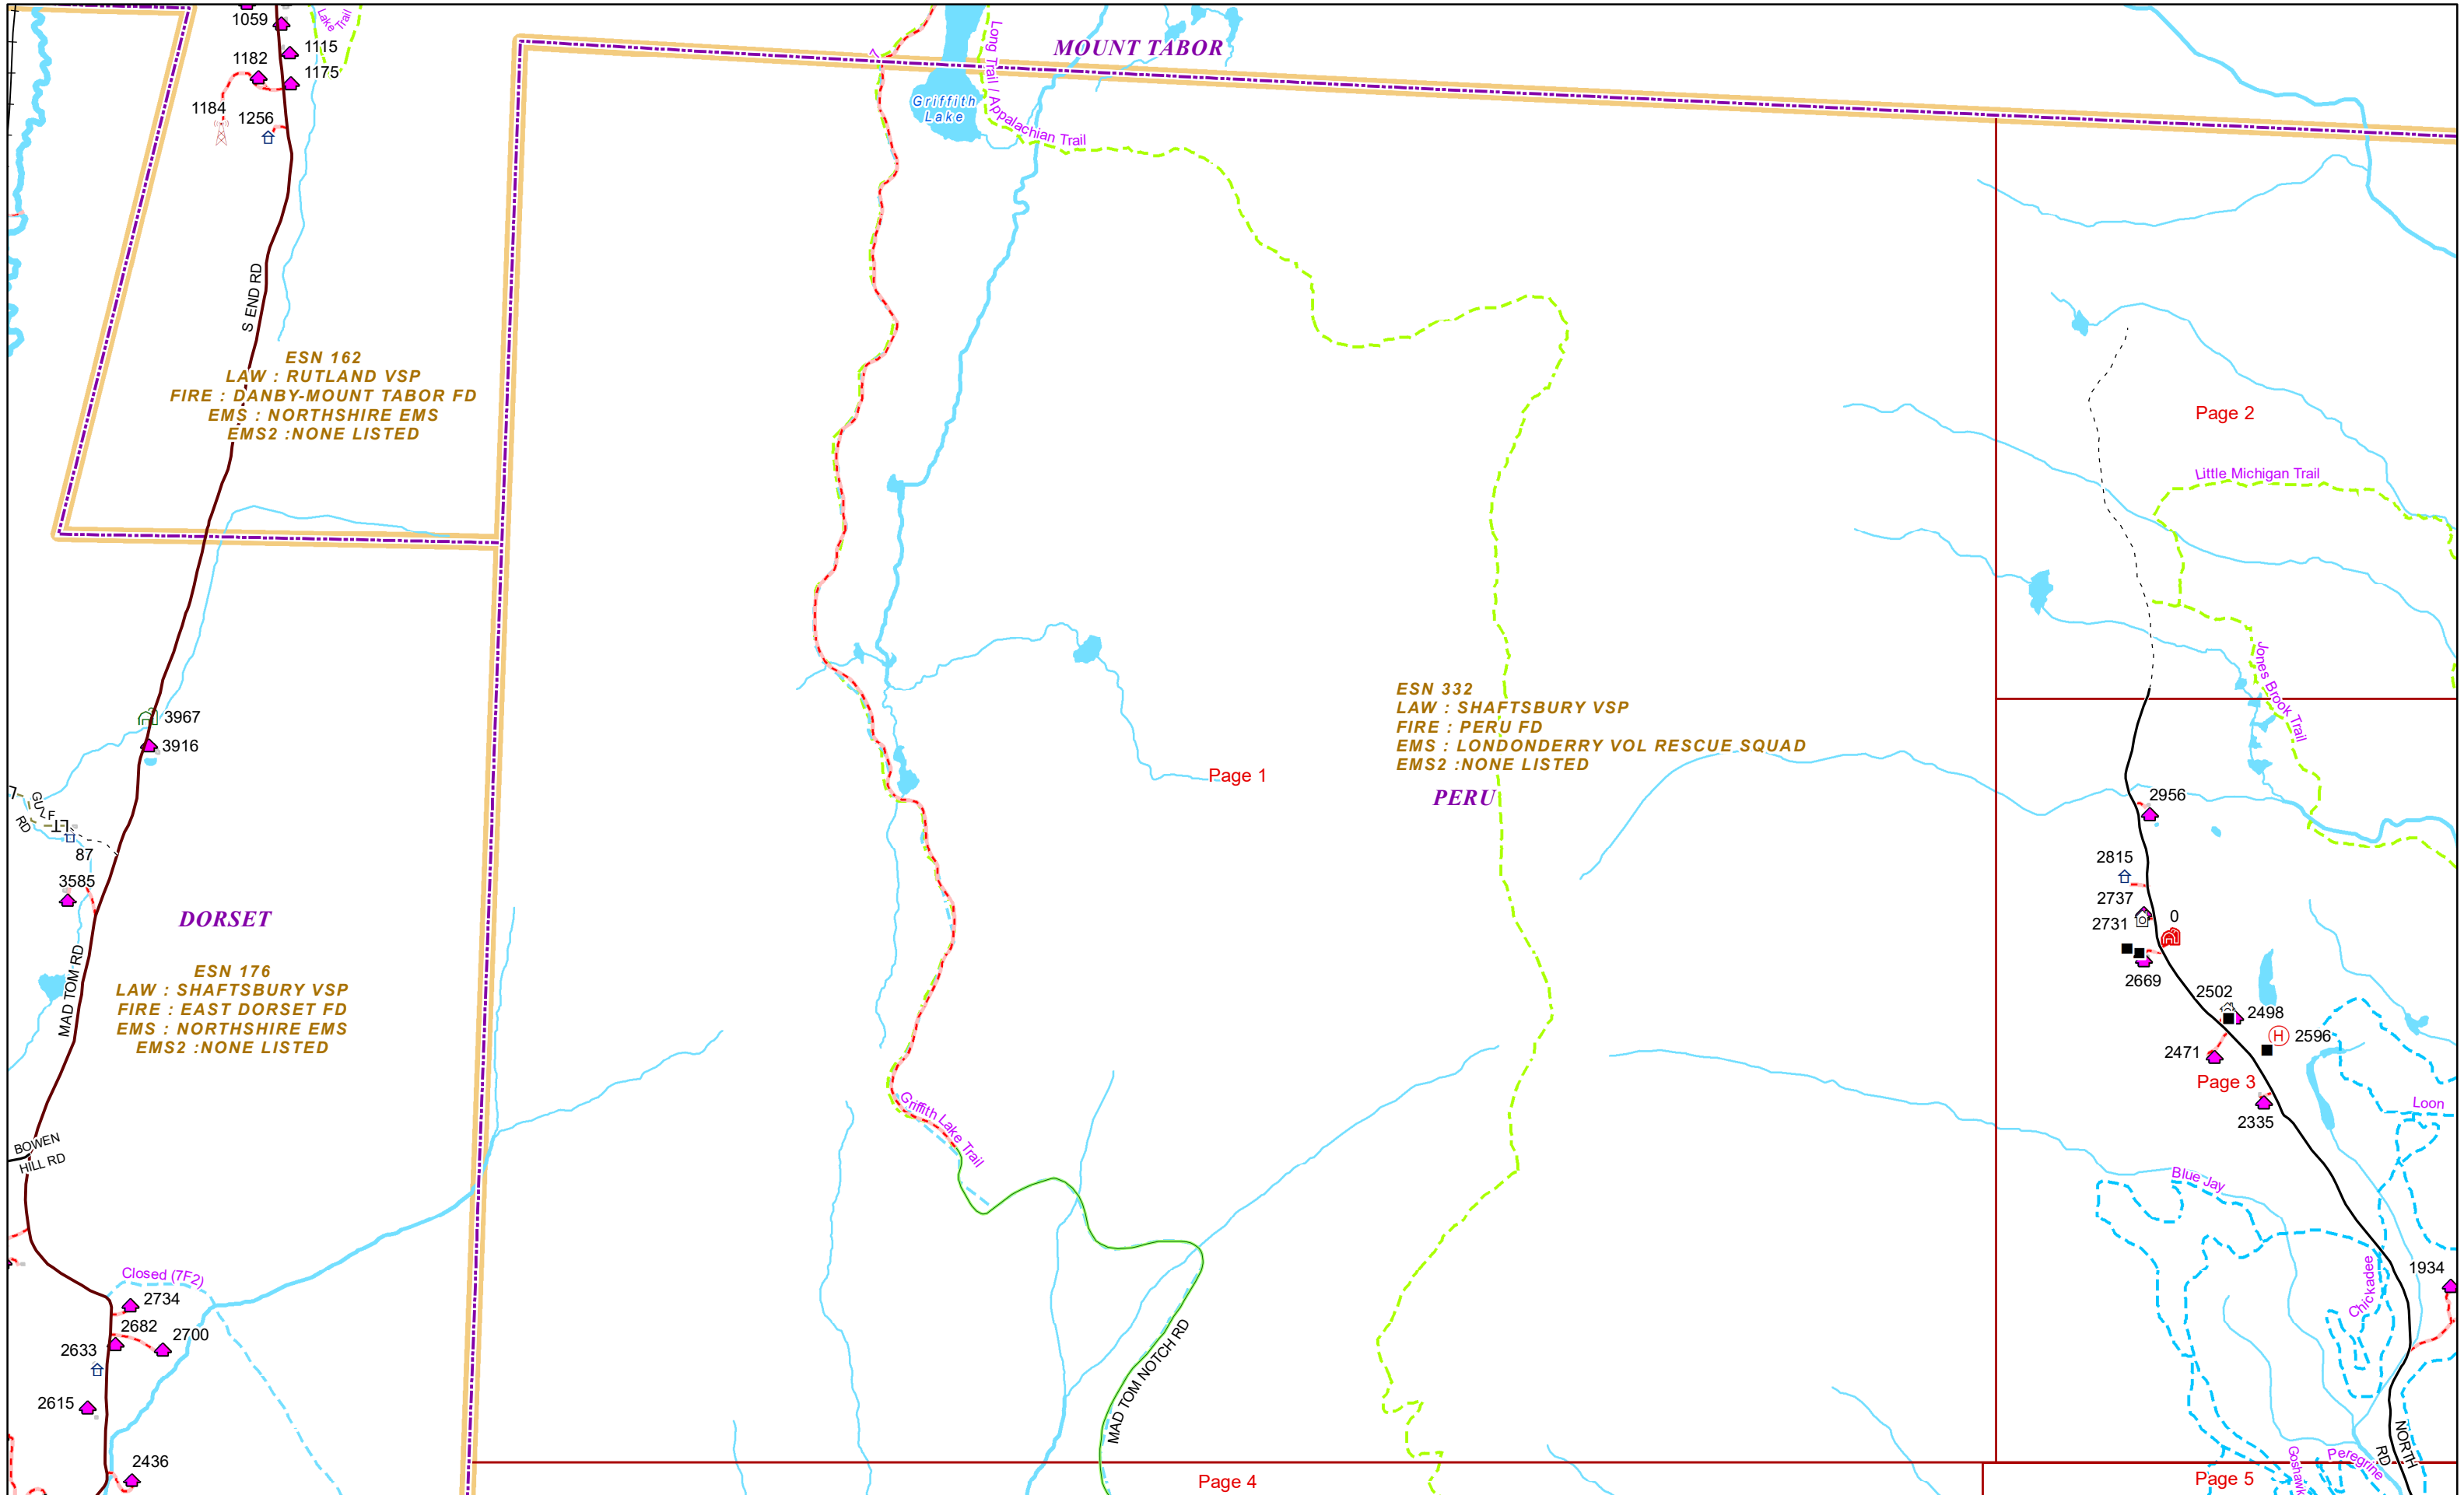 1059
Lake Trail
1115
1182
1175
1184
1256
MOUNT TABOR
Griffith
Lake
Long Trail / Appalachian Trail
S END RD
ESN 162
LAW : RUTLAND VSP
FIRE : DANBY-MOUNT TABOR FD
EMS : NORTHSHIRE EMS
EMS2 :NONE LISTED
Page 2
Little Michigan Trail
Jones Brook Trail
3967
3916
ESN 332
LAW : SHAFTSBURY VSP
FIRE : PERU FD
EMS : LONDONDERRY VOL RESCUE SQUAD
EMS2 :NONE LISTED
Page 1
PERU
GULF
RD
87
3585
DORSET
MAD TOM RD
ESN 176
LAW : SHAFTSBURY VSP
FIRE : EAST DORSET FD
EMS : NORTHSHIRE EMS
EMS2 :NONE LISTED
2956
2815
2737
0
2731
2669
2502
2498
H
2596
2471
Page 3
2335
Loon
Griffith Lake Trail
BOWEN
HILL RD
Blue Jay
Closed (7F2)
2734
2682
2700
2633
2615
2436
MAD TOM NOTCH RD
Chickadee
1934
NORTH
RD
Goshawk
Peregrine
Page 4
Page 5